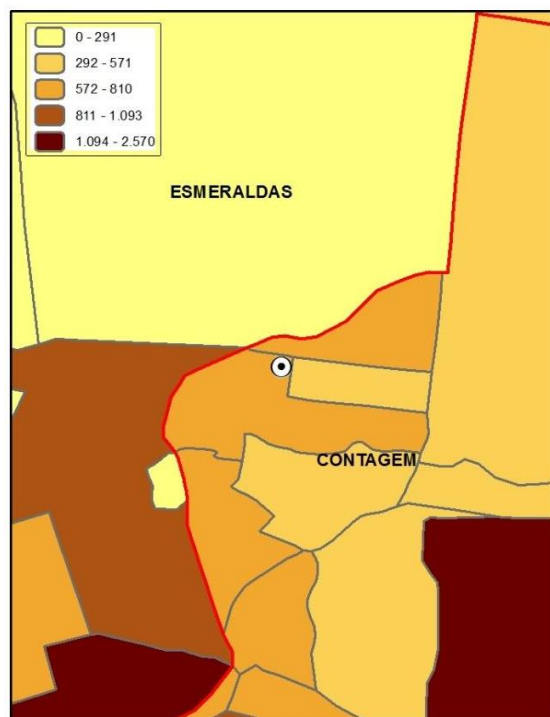 0 - 291
292 - 571
572 - 810
811 - 1.093
1.094 - 2.570
ESMERALDAS
CONTAGEM